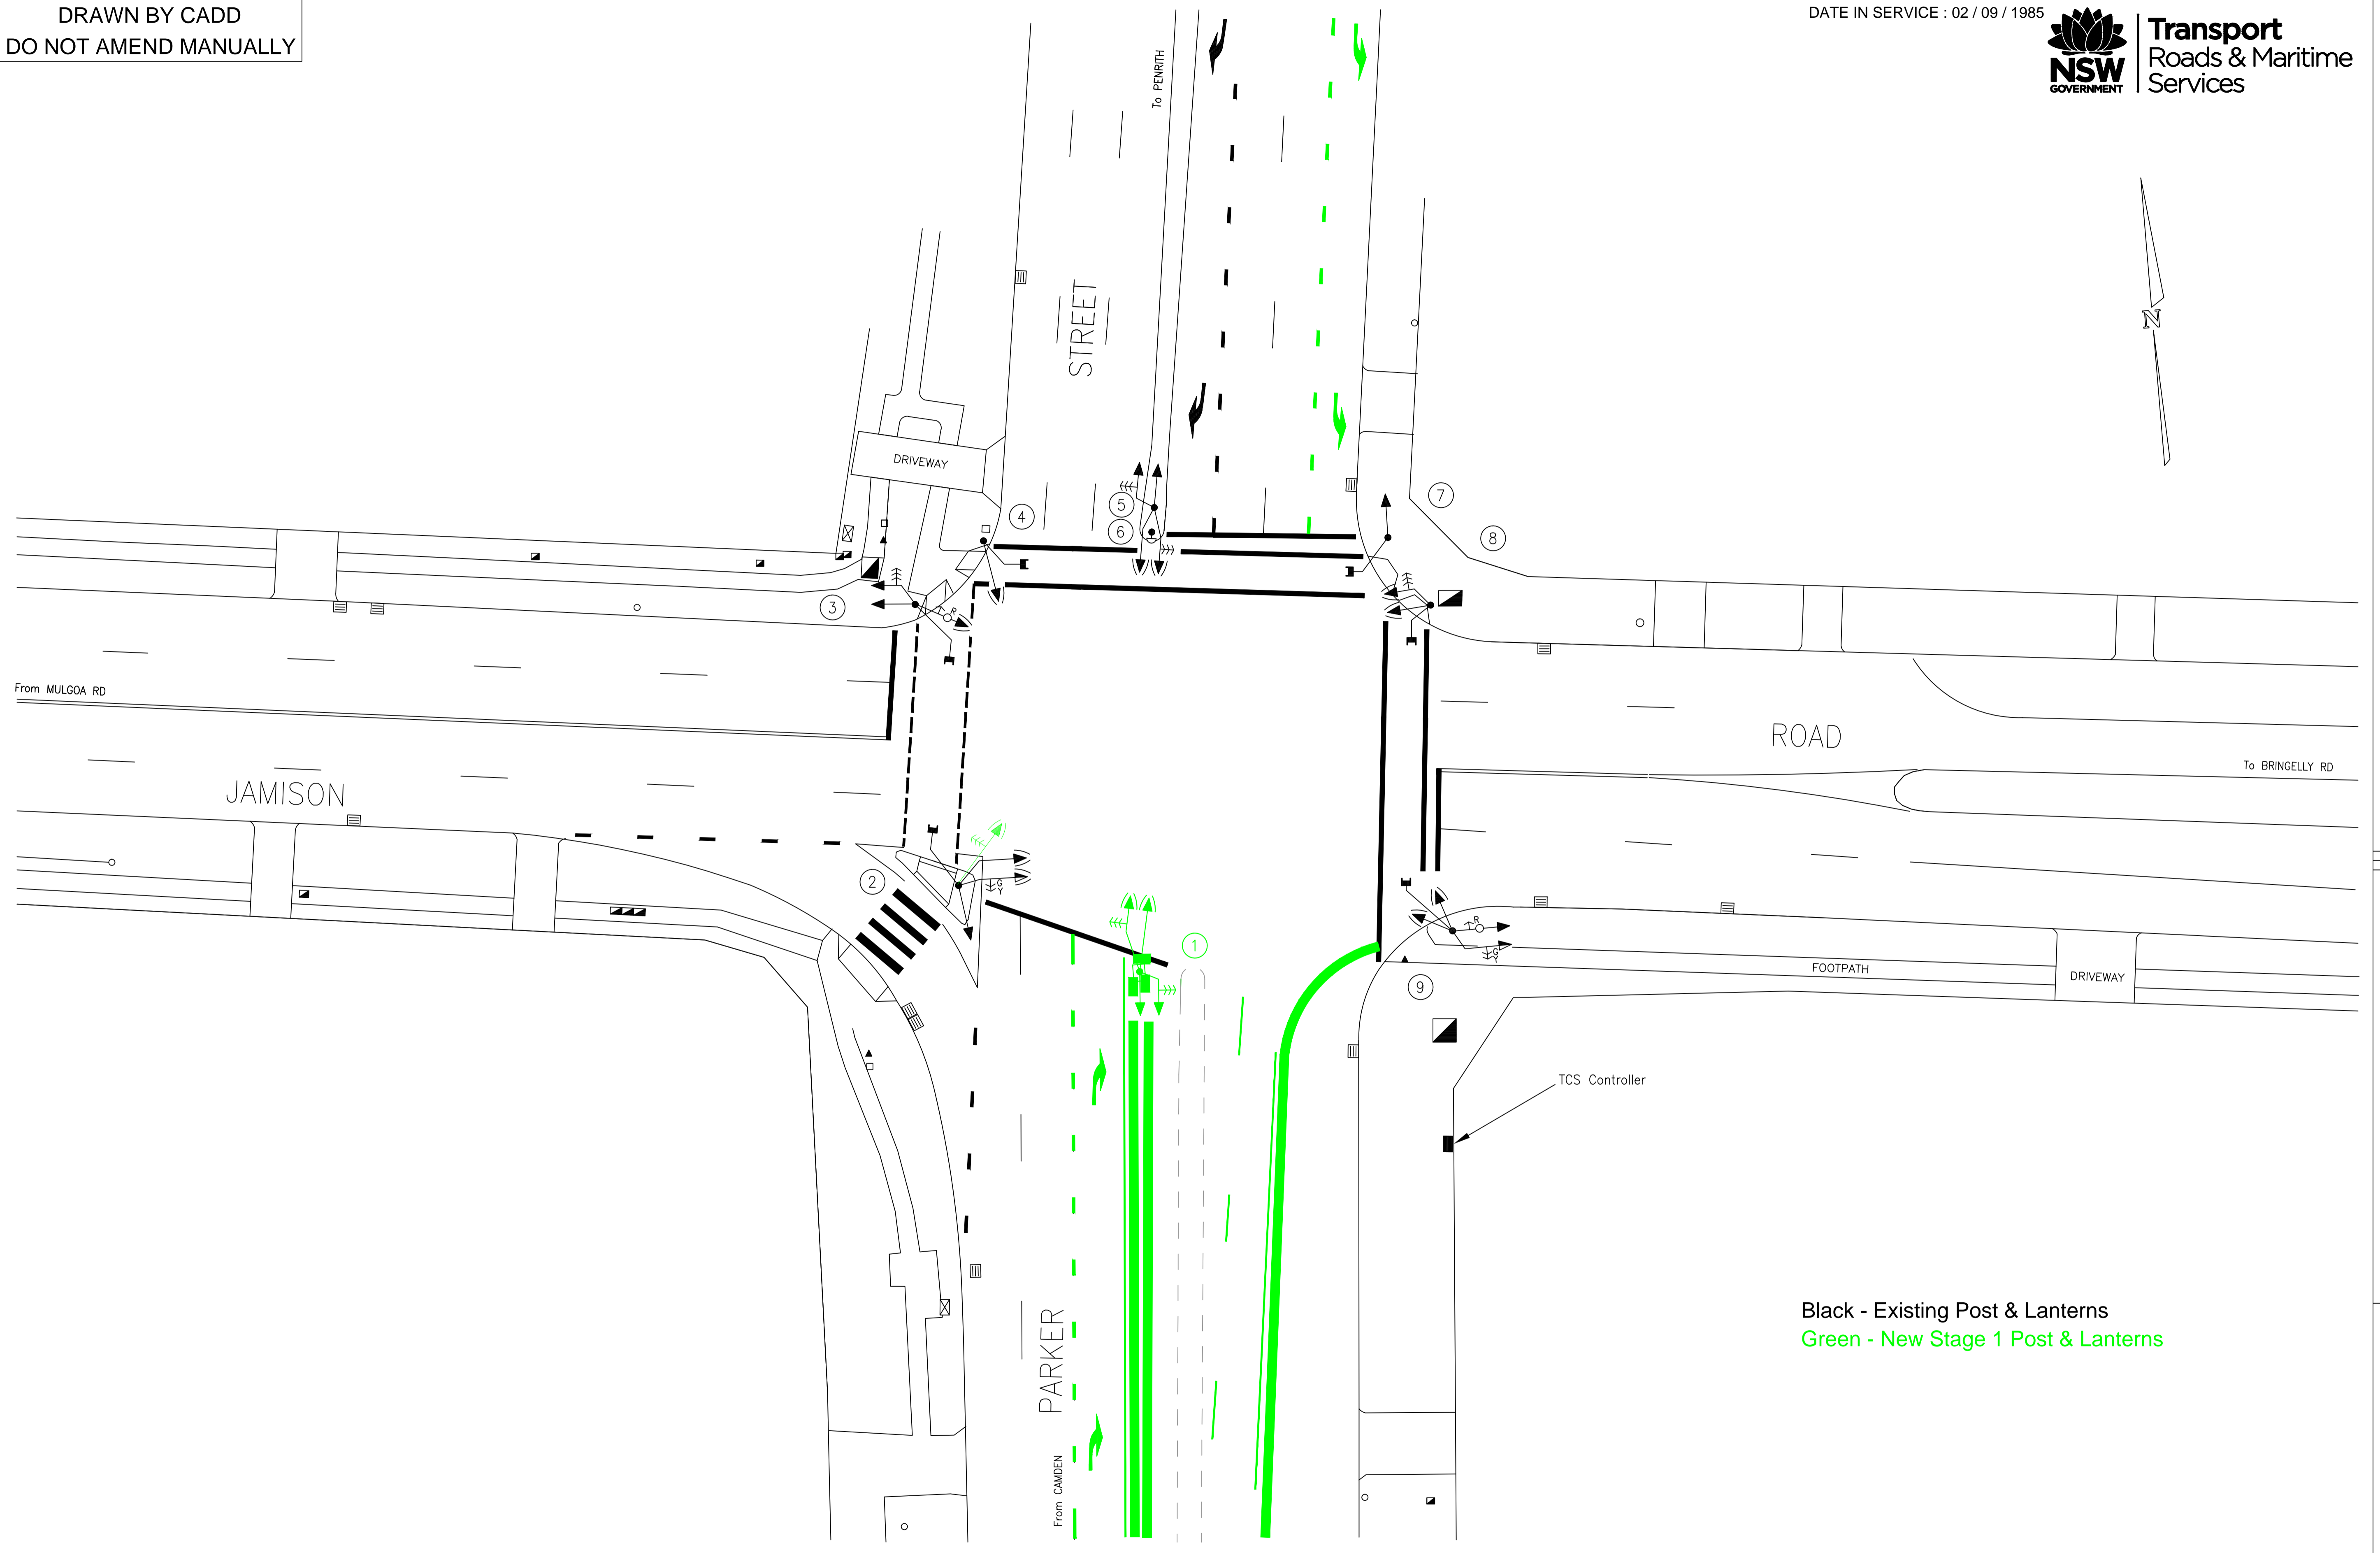 DRAWN BY CADD
DO NOT AMEND MANUALLY
DATE IN SERVICE : 02 / 09 / 1985
NSW
GOVERNMENT
Transport
Roads & Maritime
Services
To PENRITH
STREET
N
DRIVEWAY
4
5
6
7
8
3
R
From MULGOA RD
JAMISON
ROAD
To BRINGELLY RD
2
G
Y
1
R
G
Y
9
FOOTPATH
DRIVEWAY
TCS Controller
PARKER
From CAMDEN
Black - Existing Post & Lanterns
Green - New Stage 1 Post & Lanterns